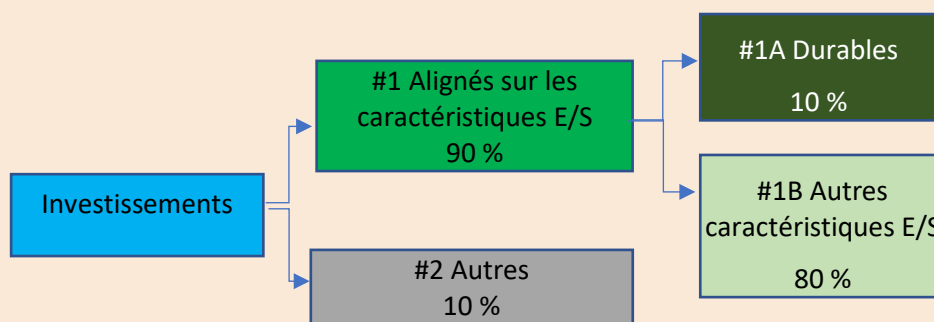 Investissements
#1 Alignés sur les
caractéristiques E/S
90 %
#2 Autres
10 %
#1A Durables
10 %
#1B Autres
caractéristiques E/S
80 %